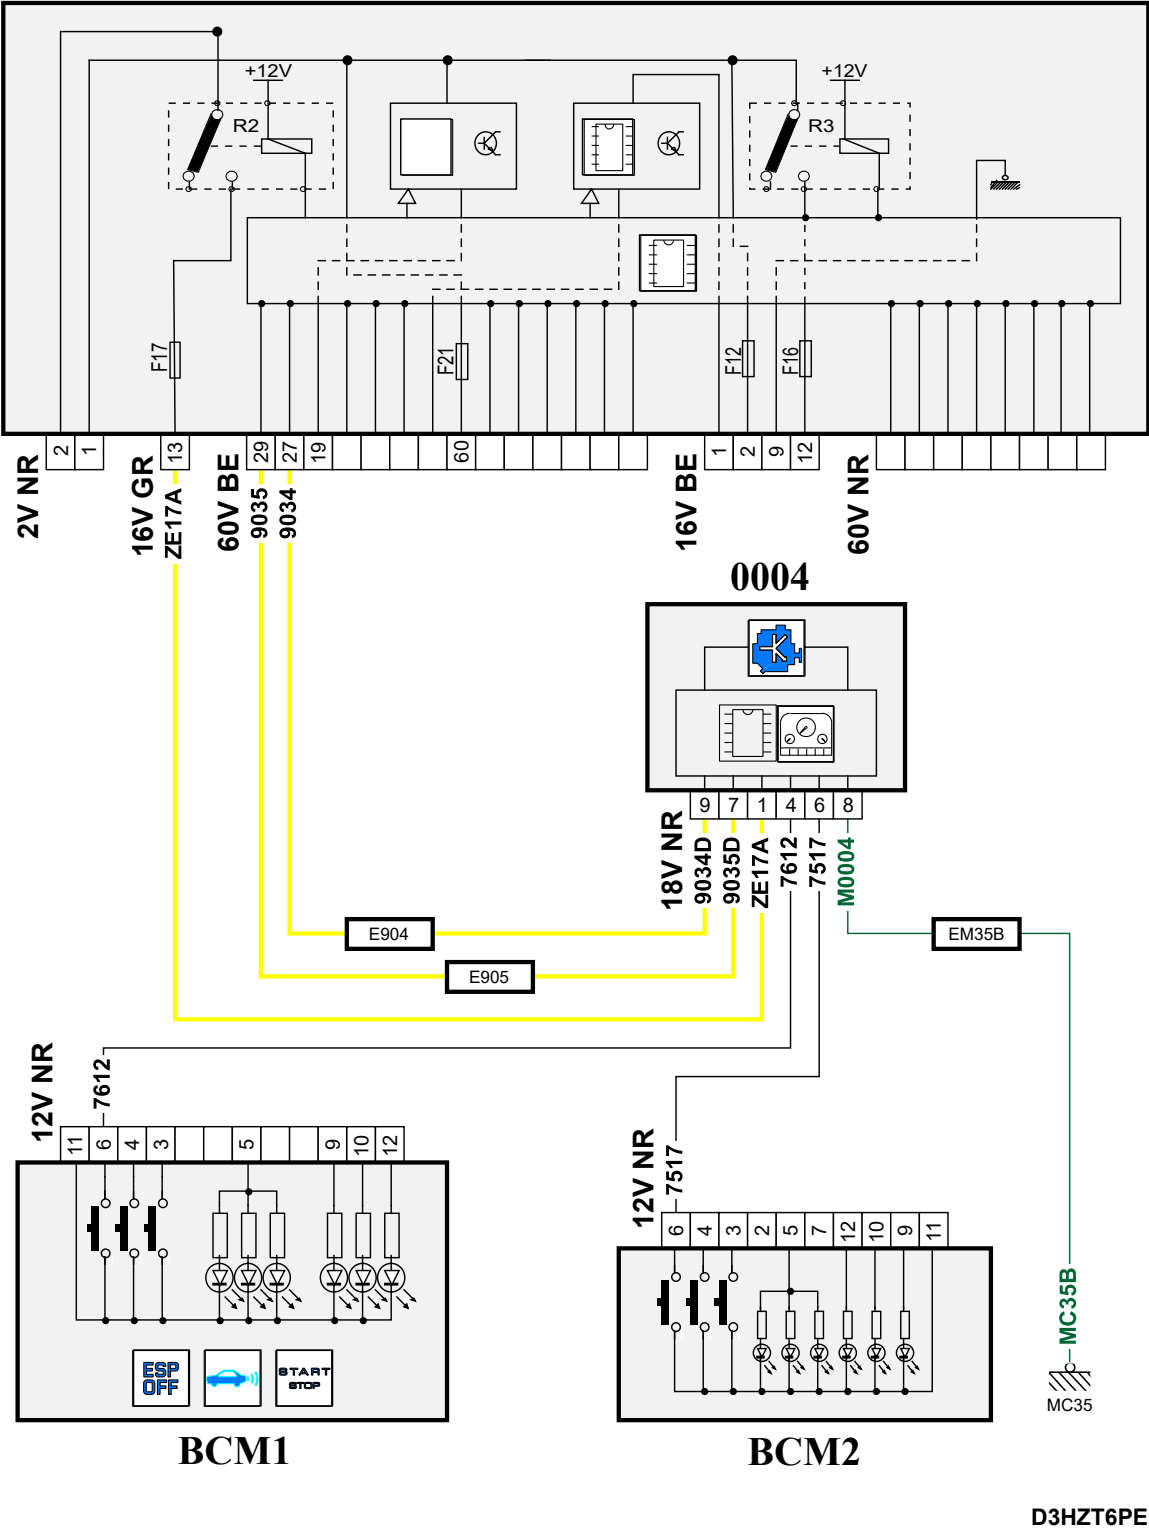 +12V
+12V
R2
R3
F17
F21
F12
F16
2V NR
2
1
16V GR
13
ZE17A
60V BE
29
27
19
60
9035
9034
16V BE
1
2
9
12
60V NR
0004
18V NR
9
7
1
4
6
8
9034D
9035D
ZE17A
7612
7517
M0004
E904
EM35B
E905
12V NR
7612
11
6
4
3
5
9
10
12
12V NR
7517
6
4
3
2
5
7
12
10
9
11
MC35B
ESP
OFF
START
STOP
MC35
BCM1
BCM2
D3HZT6PE